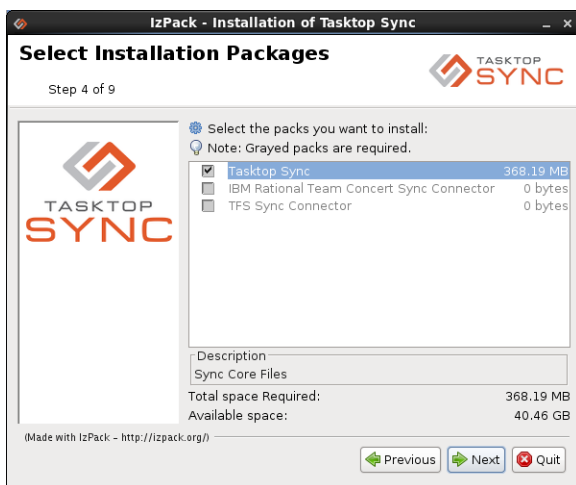 IzPack - Installation of Tasktop Sync
Select Installation Packages
TASKTOP
SYNC
Step 4 of 9
TASKTOP
SYNC
Select the packs you want to install:
Note: Grayed packs are required.
Tasktop Sync 368.19 MB
IBM Rational Team Concert Sync Connector 0 bytes
TFS Sync Connector 0 bytes
Description
Sync Core Files
Total space Required: 368.19 MB
Available space: 40.46 GB
(Made with IzPack - http://izpack.org/)
Previous Next Quit